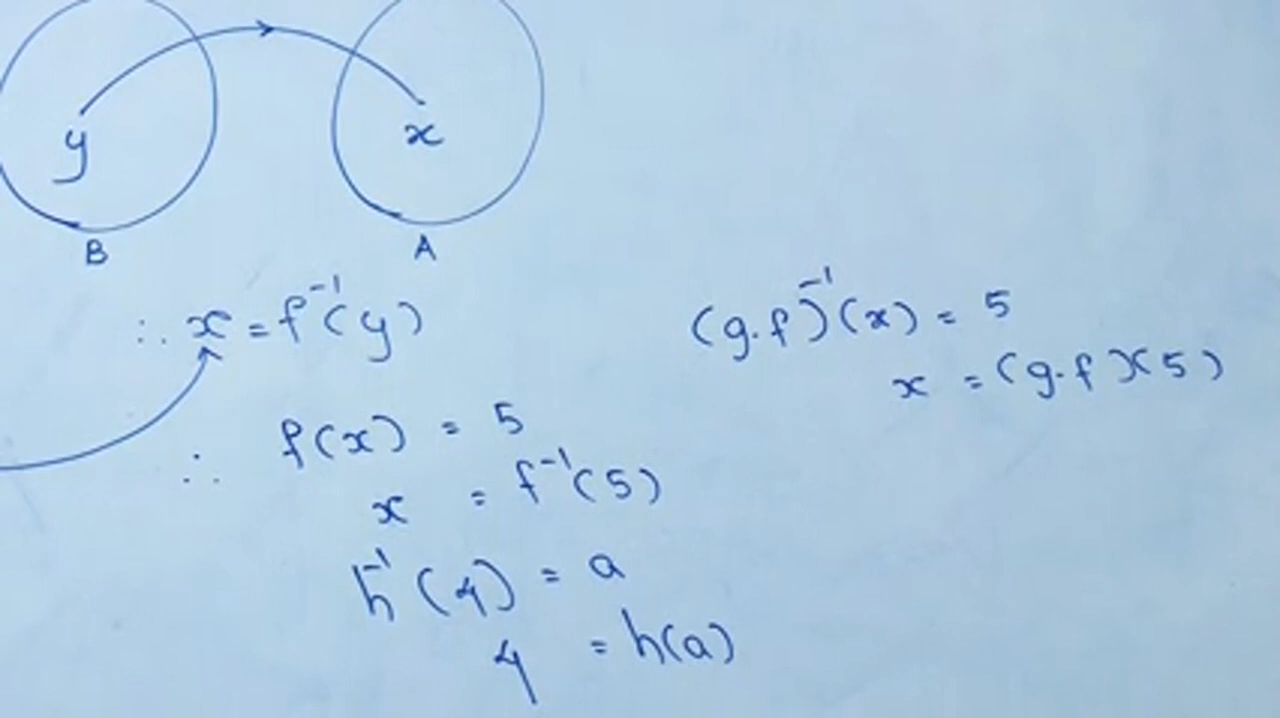 y x
B A
∴ x = f⁻¹(y)
f(x) = 5
∴ x = f⁻¹(5)
h⁻¹(4) = a
4 = h(a)
(g.f)⁻¹(x) = 5
x = (g.f)(5)